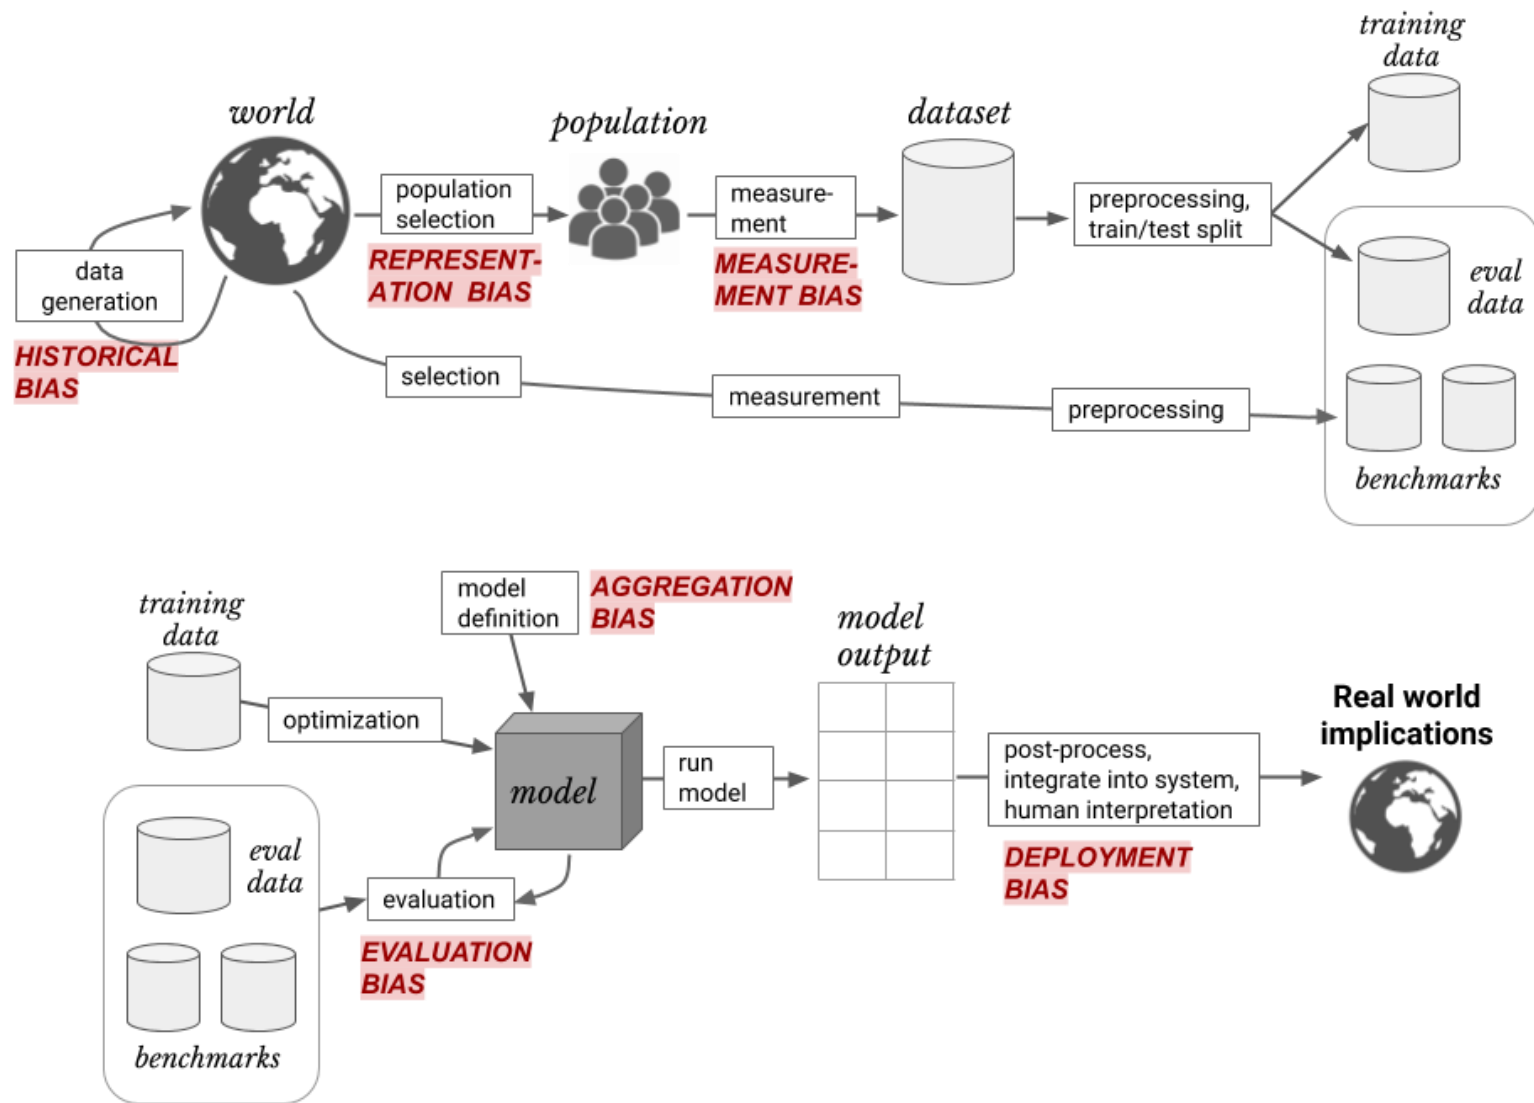 training
data
world
population
dataset
population
selection
measure-
ment
preprocessing,
train/test split
REPRESENT-
ATION BIAS
MEASURE-
MENT BIAS
data
generation
eval
data
HISTORICAL
BIAS
selection
measurement
preprocessing
benchmarks
model
definition
AGGREGATION
BIAS
training
data
model
output
optimization
Real world
implications
model
run
model
post-process,
integrate into system,
human interpretation
eval
data
evaluation
DEPLOYMENT
BIAS
EVALUATION
BIAS
benchmarks